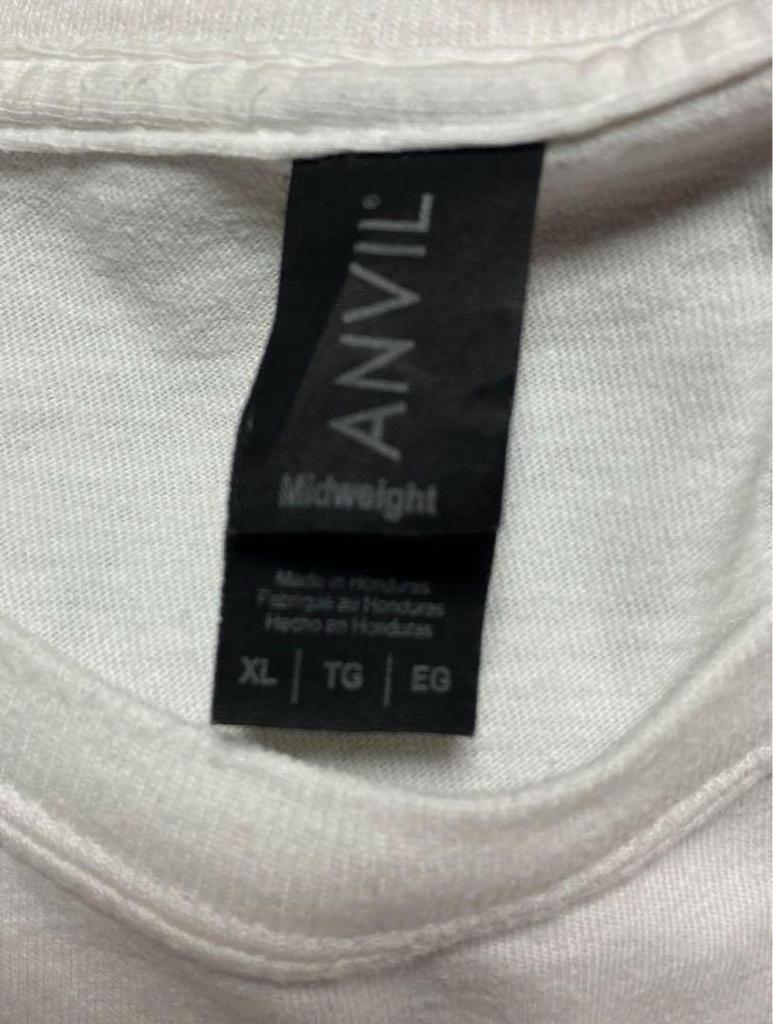 ANVIL®
Midweight
Made in Honduras
Fabriqué au Honduras
Hecho en Honduras
XL | TG | EG